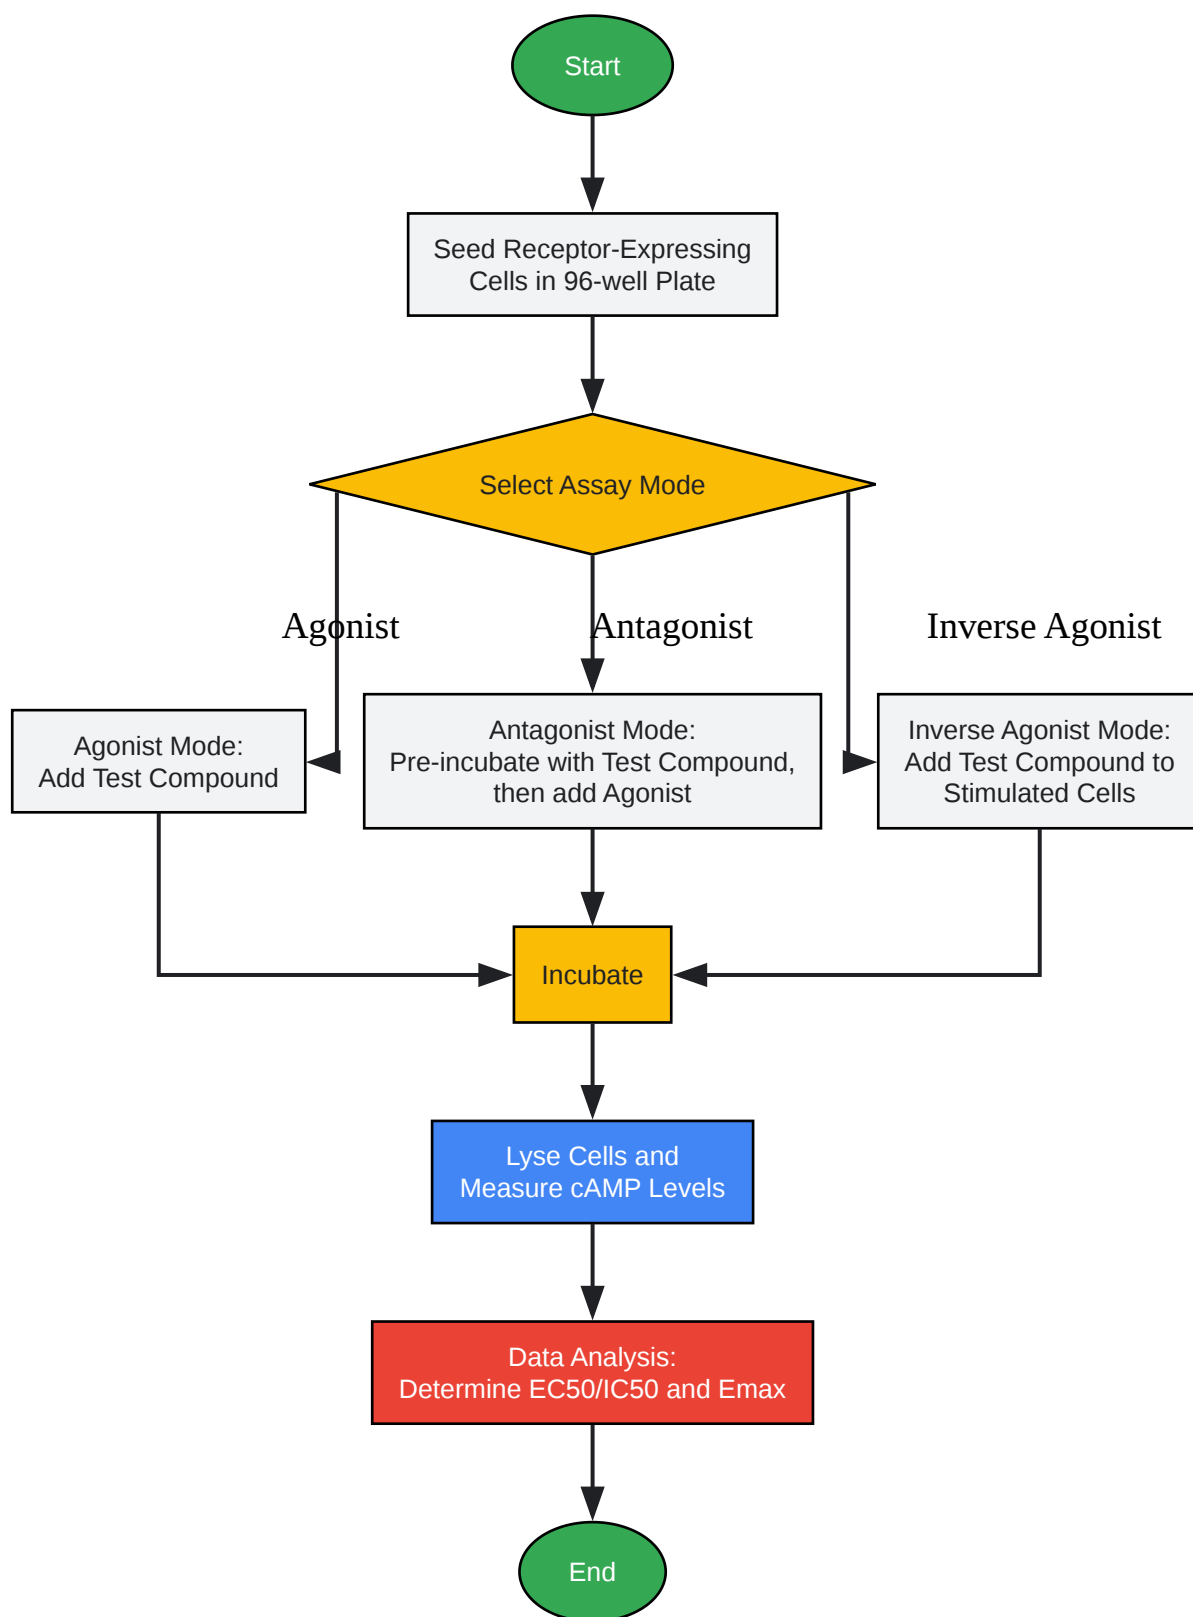 Start
Seed Receptor-Expressing
Cells in 96-well Plate
Select Assay Mode
Agonist
Antagonist
Inverse Agonist
Agonist Mode:
Add Test Compound
Antagonist Mode:
Pre-incubate with Test Compound,
then add Agonist
Inverse Agonist Mode:
Add Test Compound to
Stimulated Cells
Incubate
Lyse Cells and
Measure cAMP Levels
Data Analysis:
Determine EC50/IC50 and Emax
End